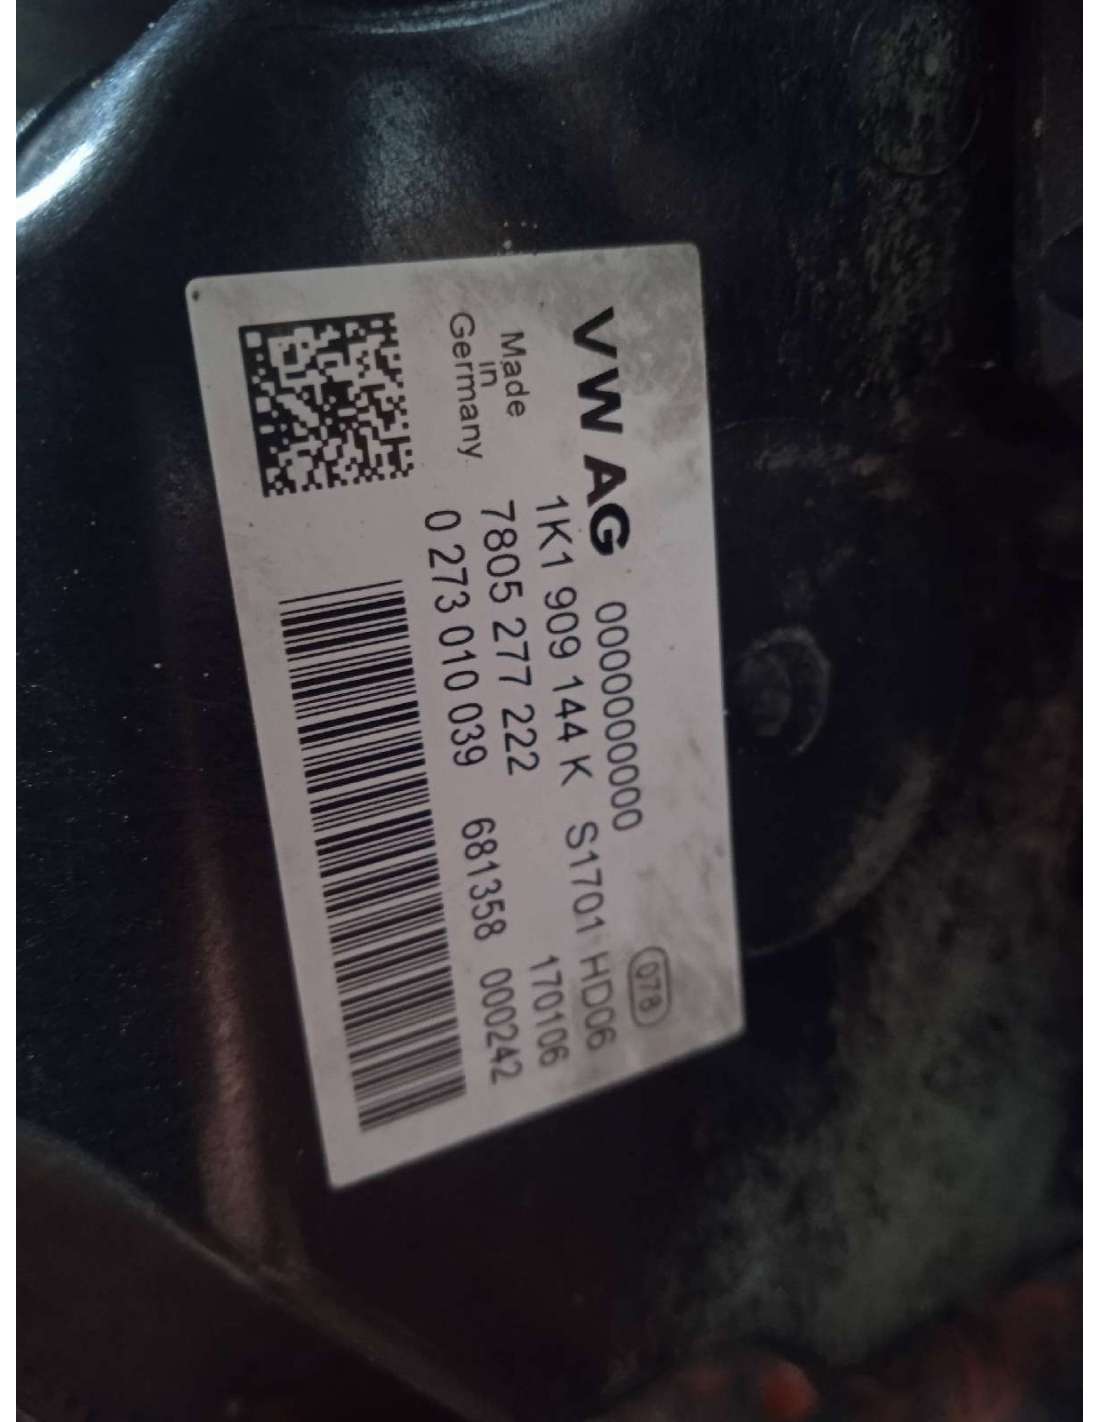 VW AG 0000000000 078
1K1 909 144 K S1701 HD06
7805 277 222 170106
0 273 010 039 681358 000242
Made
in
Germany